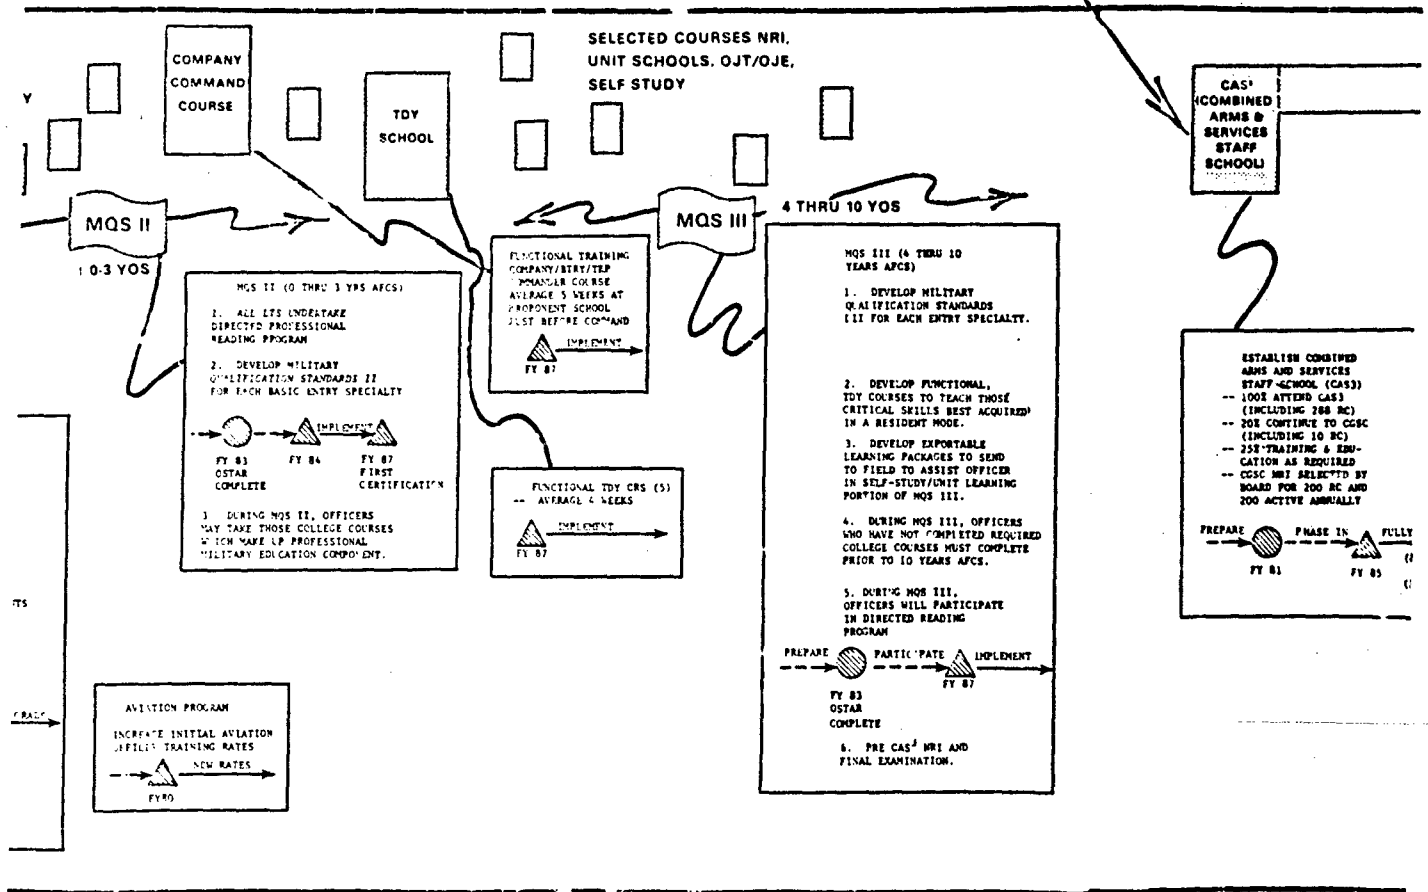 SELECTED COURSES NRI,
UNIT SCHOOLS, OJT/OJE,
SELF STUDY
COMPANY
COMMAND
COURSE
TDY
SCHOOL
Y
CAS³
(COMBINED
ARMS &
SERVICES
STAFF
SCHOOL)
MQS II
0-3 YOS
MQS III
4 THRU 10 YOS
MQS II (0 THRU 3 YRS AFCS)
1. ALL LTS UNDERTAKE
DIRECTED PROFESSIONAL
READING PROGRAM
2. DEVELOP MILITARY
QUALIFICATION STANDARDS II
FOR EACH BASIC ENTRY SPECIALTY
IMPLEMENT
FY 83
OSTAR
COMPLETE
FY 84
FY 87
FIRST
CERTIFICATION
3 DURING MQS II, OFFICERS
MAY TAKE THOSE COLLEGE COURSES
WHICH MAKE UP PROFESSIONAL
MILITARY EDUCATION COMPONENT.
FUNCTIONAL TRAINING
COMPANY/BTRY/TRP
COMMANDER COURSE
AVERAGE 5 WEEKS AT
PROPONENT SCHOOL
JUST BEFORE COMMAND
IMPLEMENT
FY 87
FUNCTIONAL TDY CRS (5)
-- AVERAGE 4 WEEKS
IMPLEMENT
FY 87
MQS III (4 THRU 10
YEARS AFCS)
1. DEVELOP MILITARY
QUALIFICATION STANDARDS
III FOR EACH ENTRY SPECIALTY.
2. DEVELOP FUNCTIONAL,
TDY COURSES TO TEACH THOSE
CRITICAL SKILLS BEST ACQUIRED
IN A RESIDENT MODE.
3. DEVELOP EXPORTABLE
LEARNING PACKAGES TO SEND
TO FIELD TO ASSIST OFFICER
IN SELF-STUDY/UNIT LEARNING
PORTION OF MQS III.
4. DURING MQS III, OFFICERS
WHO HAVE NOT COMPLETED REQUIRED
COLLEGE COURSES MUST COMPLETE
PRIOR TO 10 YEARS AFCS.
5. DURING MQS III,
OFFICERS WILL PARTICIPATE
IN DIRECTED READING
PROGRAM
PREPARE PARTICIPATE IMPLEMENT
FY 83
OSTAR
COMPLETE
FY 87
6. PRE CAS³ NRI AND
FINAL EXAMINATION.
ESTABLISH COMBINED
ARMS AND SERVICES
STAFF SCHOOL (CAS3)
-- 100% ATTEND CAS3
(INCLUDING 288 RC)
-- 20% CONTINUE TO CGSC
(INCLUDING 10 RC)
-- 25% TRAINING & EDU-
CATION AS REQUIRED
-- CGSC NRI SELECTED BY
BOARD FOR 200 RC AND
200 ACTIVE ANNUALLY
PREPARE PHASE IN FULLY
FY 81
FY 85
ITS
GRADS
AVIATION PROGRAM
INCREASE INITIAL AVIATION
OFFICER TRAINING RATES
NEW RATES
FY80